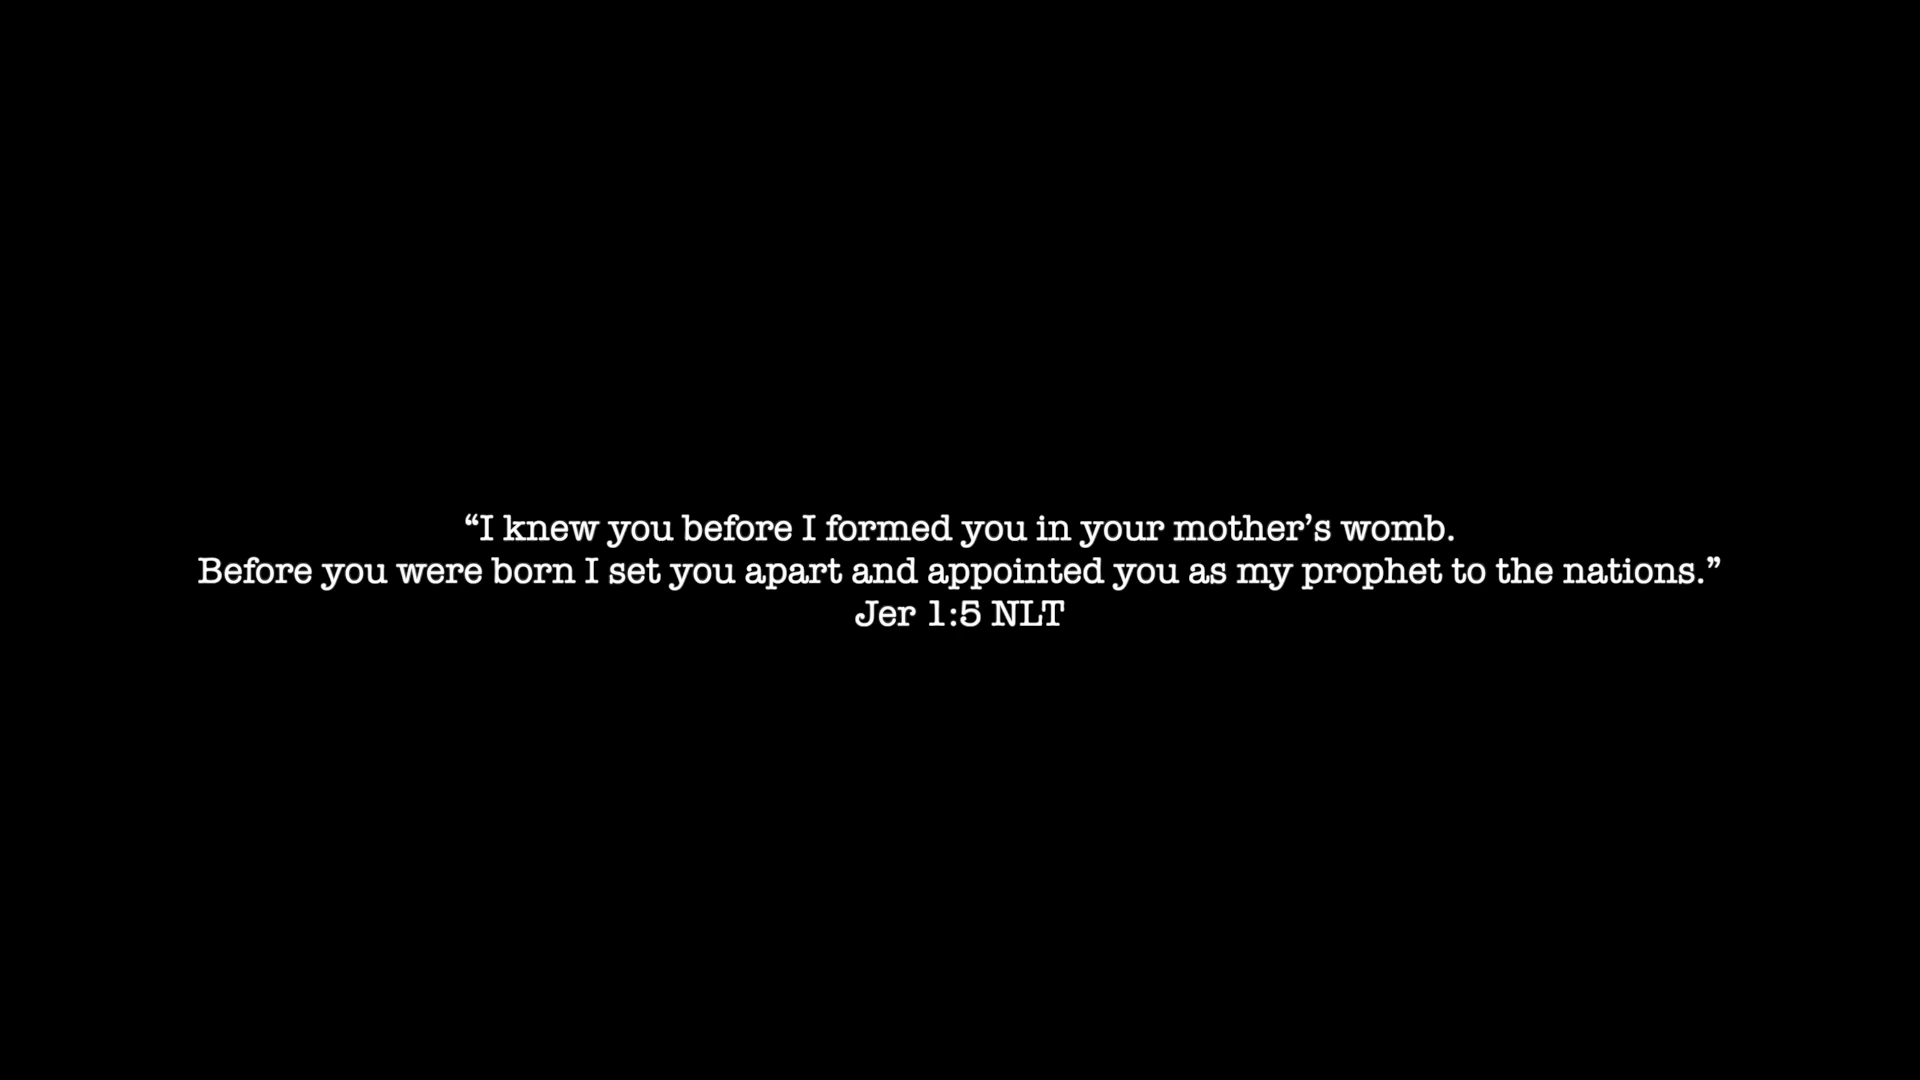 “I knew you before I formed you in your mother’s womb.
Before you were born I set you apart and appointed you as my prophet to the nations.”
Jer 1:5 NLT